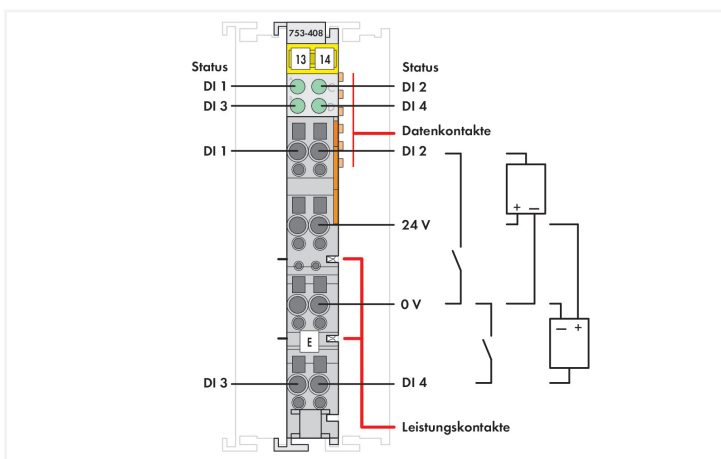 753-408
13 14
Status Status
DI 1 C DI 2
DI 3 D DI 4
Datenkontakte
DI 1 DI 2
+ –
24 V
0 V
– +
E
DI 3 DI 4
Leistungskontakte